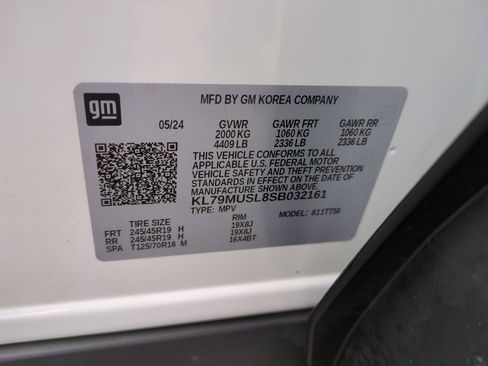 gm
MFD BY GM KOREA COMPANY
05/24 GVWR GAWR FRT GAWR RR
2000 KG 1060 KG 1060 KG
4409 LB 2336 LB 2336 LB
THIS VEHICLE CONFORMS TO ALL
APPLICABLE U.S. FEDERAL MOTOR
VEHICLE SAFETY AND THEFT PREVENTION
STANDARDS IN EFFECT ON THE DATE OF
MANUFACTURE SHOWN ABOVE.
KL79MUSL8SB032161
TYPE: MPV MODEL: 811TT56
TIRE SIZE RIM
FRT 245/45R19 H 19X8J
RR 245/45R19 H 19X8J
SPA T125/70R16 M 16X4BT